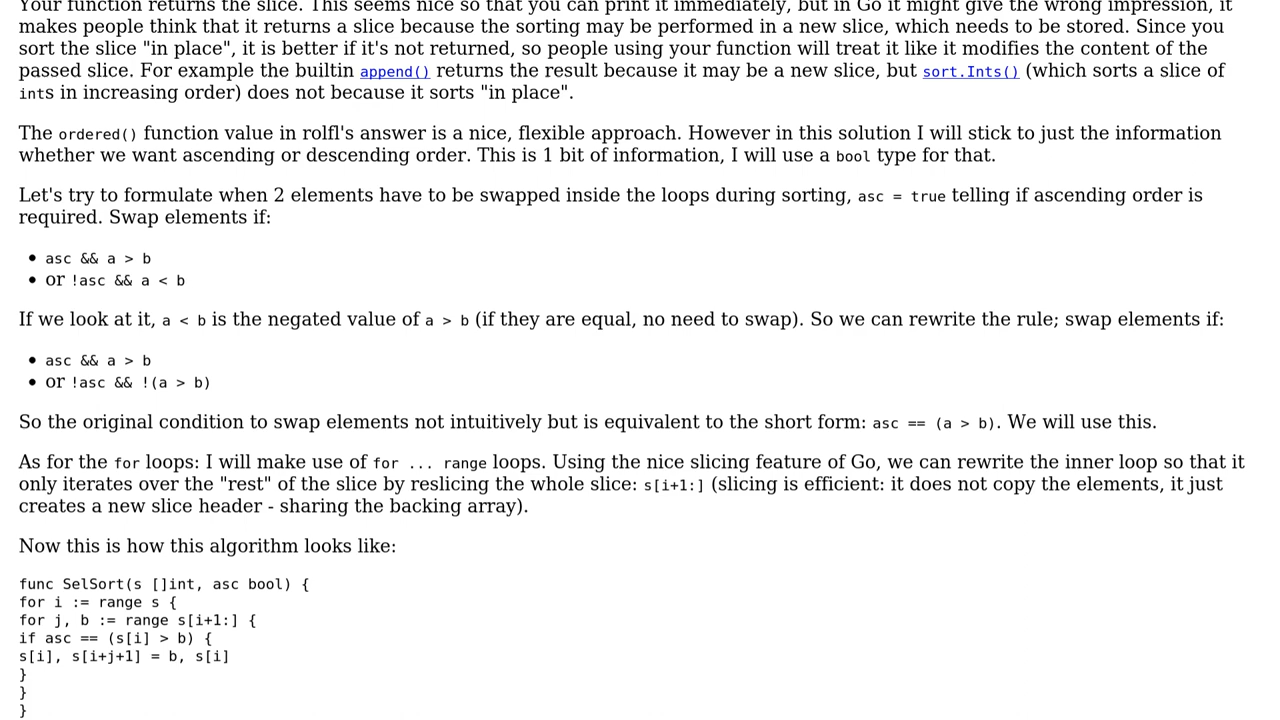 Your function returns the slice. This seems nice so that you can print it immediately, but in Go it might give the wrong impression, it
makes people think that it returns a slice because the sorting may be performed in a new slice, which needs to be stored. Since you
sort the slice "in place", it is better if it's not returned, so people using your function will treat it like it modifies the content of the
passed slice. For example the builtin append() returns the result because it may be a new slice, but sort.Ints() (which sorts a slice of
ints in increasing order) does not because it sorts "in place".
The ordered() function value in rolfl's answer is a nice, flexible approach. However in this solution I will stick to just the information
whether we want ascending or descending order. This is 1 bit of information, I will use a bool type for that.
Let's try to formulate when 2 elements have to be swapped inside the loops during sorting, asc = true telling if ascending order is
required. Swap elements if:
• asc && a > b
• or !asc && a < b
If we look at it, a < b is the negated value of a > b (if they are equal, no need to swap). So we can rewrite the rule; swap elements if:
• asc && a > b
• or !asc && !(a > b)
So the original condition to swap elements not intuitively but is equivalent to the short form: asc == (a > b). We will use this.
As for the for loops: I will make use of for ... range loops. Using the nice slicing feature of Go, we can rewrite the inner loop so that it
only iterates over the "rest" of the slice by reslicing the whole slice: s[i+1:] (slicing is efficient: it does not copy the elements, it just
creates a new slice header - sharing the backing array).
Now this is how this algorithm looks like:
func SelSort(s []int, asc bool) {
for i := range s {
for j, b := range s[i+1:] {
if asc == (s[i] > b) {
s[i], s[i+j+1] = b, s[i]
}
}
}